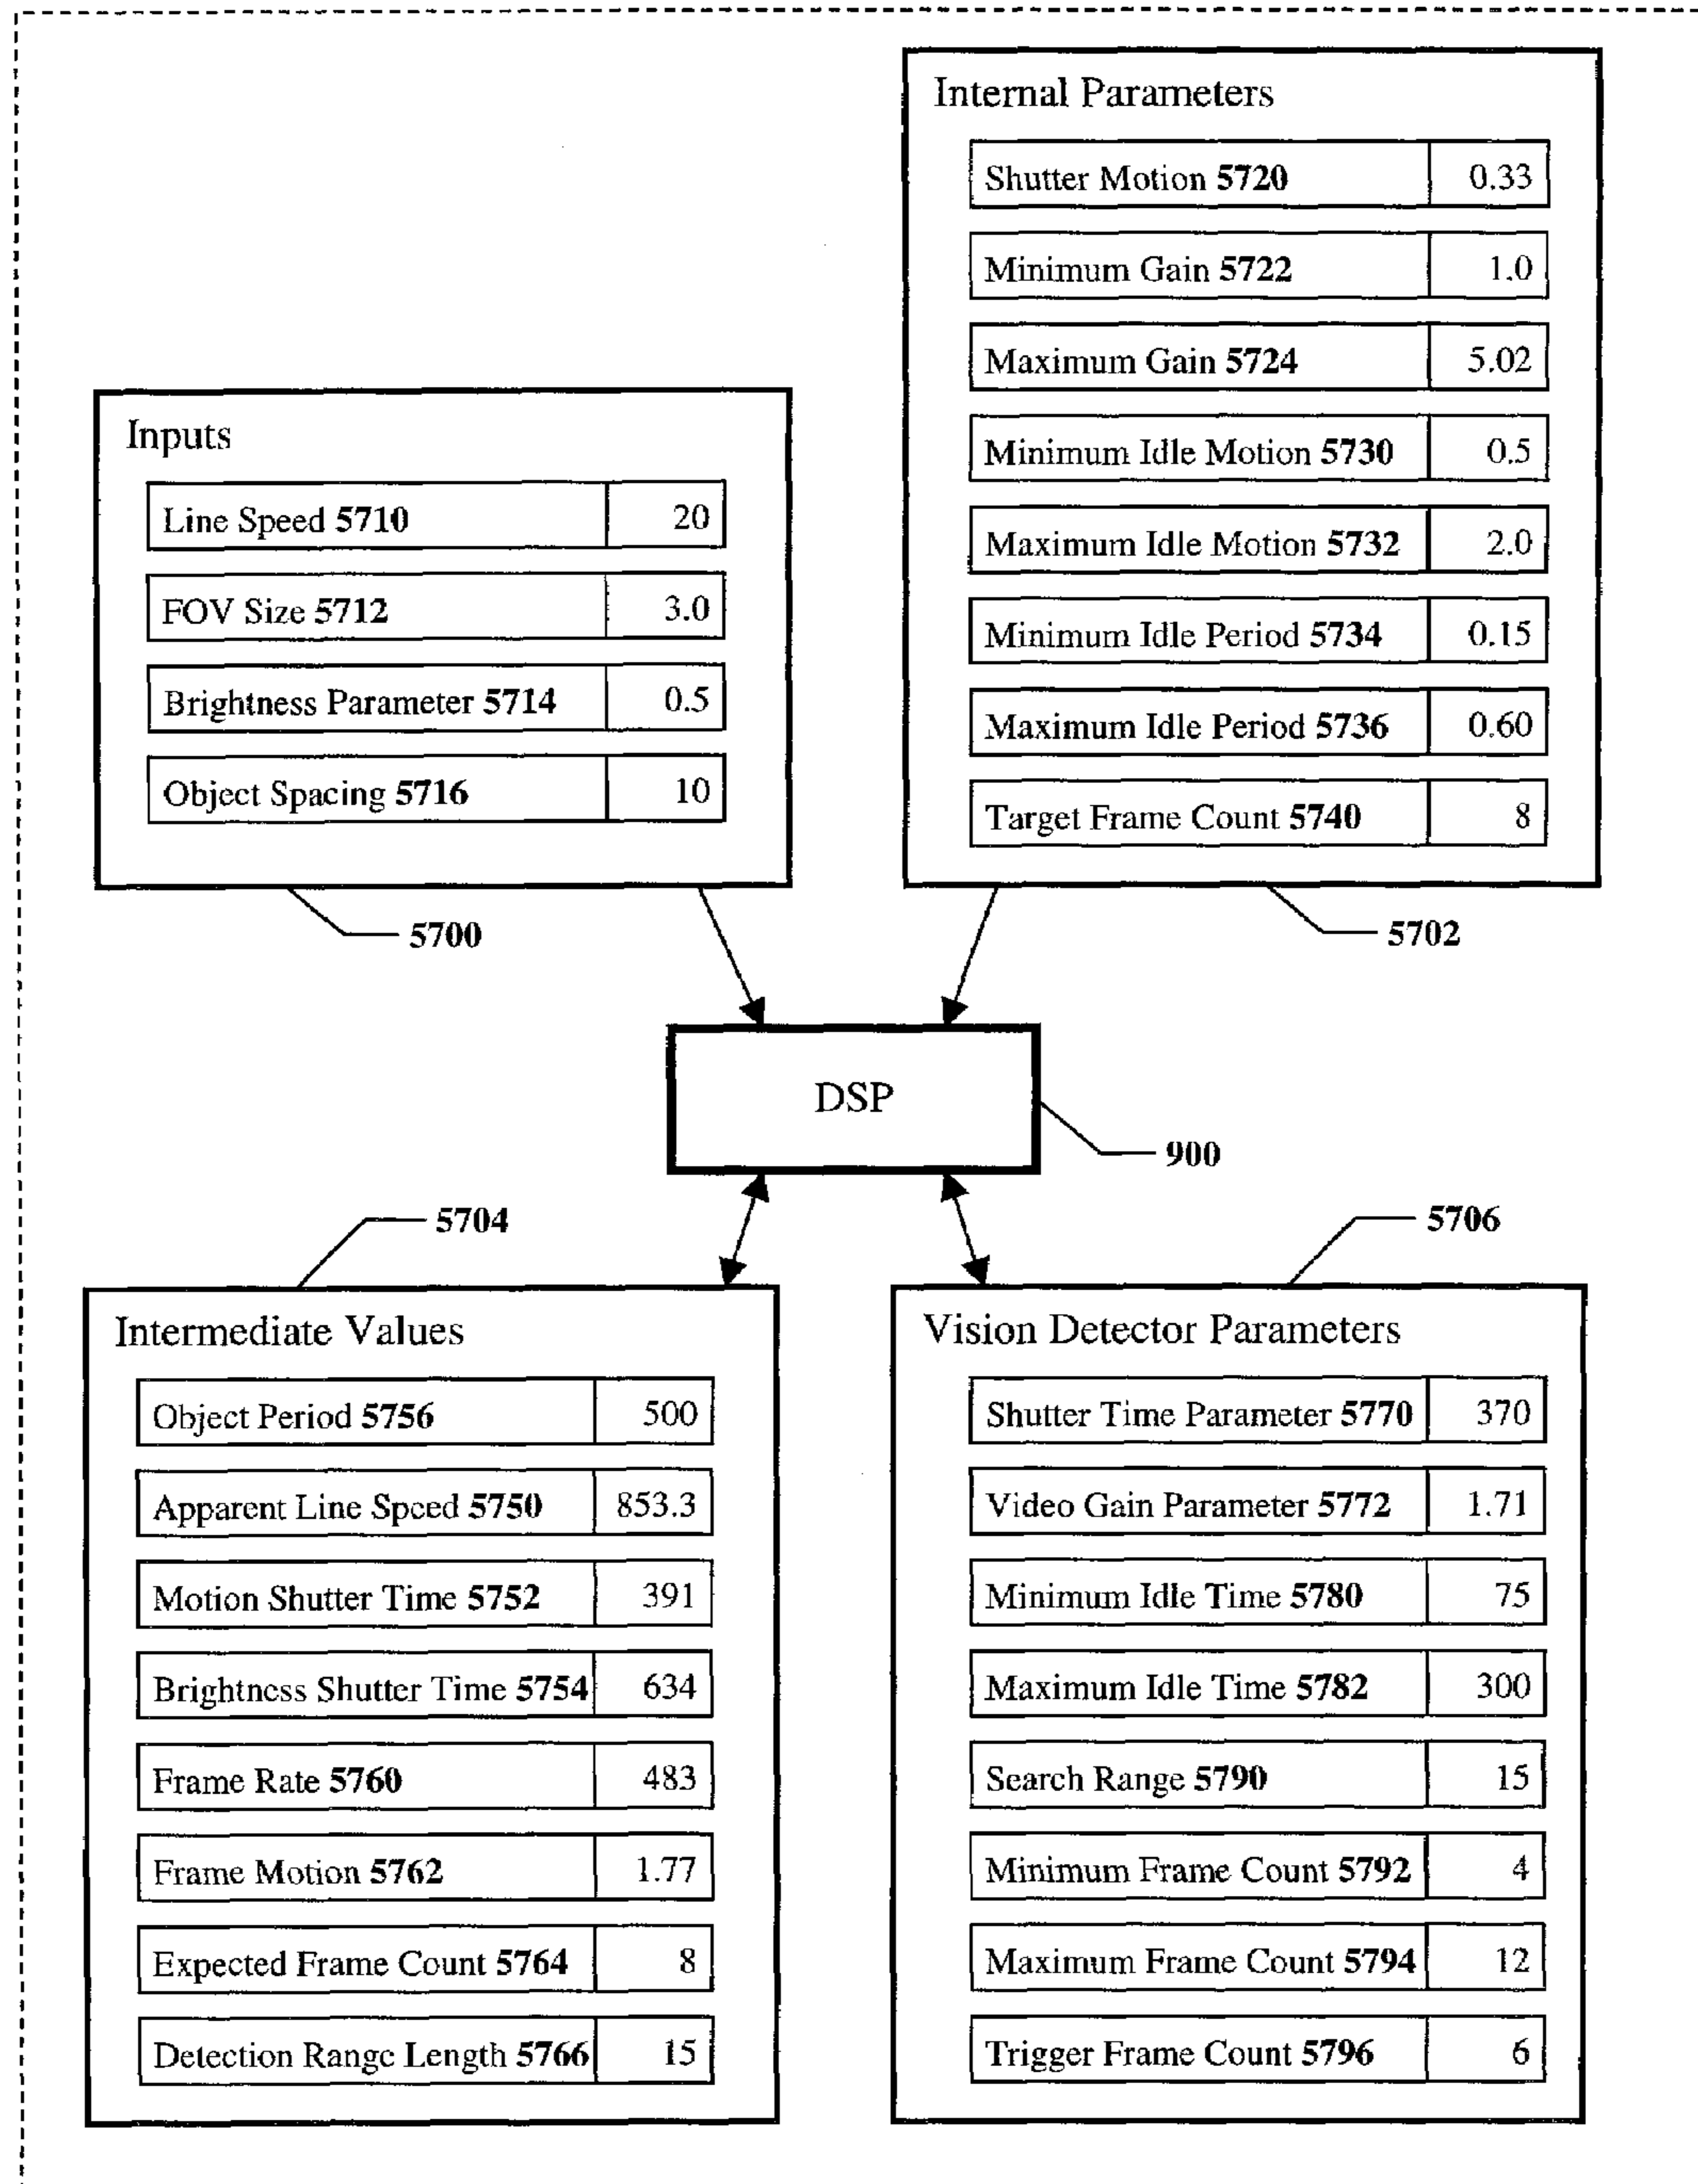 Internal Parameters
Shutter Motion 5720 0.33
Minimum Gain 5722 1.0
Maximum Gain 5724 5.02
Minimum Idle Motion 5730 0.5
Maximum Idle Motion 5732 2.0
Minimum Idle Period 5734 0.15
Maximum Idle Period 5736 0.60
Target Frame Count 5740 8
5702
Inputs
Line Speed 5710 20
FOV Size 5712 3.0
Brightness Parameter 5714 0.5
Object Spacing 5716 10
5700
DSP
900
5704
Intermediate Values
Object Period 5756 500
Apparent Line Speed 5750 853.3
Motion Shutter Time 5752 391
Brightness Shutter Time 5754 634
Frame Rate 5760 483
Frame Motion 5762 1.77
Expected Frame Count 5764 8
Detection Range Length 5766 15
5706
Vision Detector Parameters
Shutter Time Parameter 5770 370
Video Gain Parameter 5772 1.71
Minimum Idle Time 5780 75
Maximum Idle Time 5782 300
Search Range 5790 15
Minimum Frame Count 5792 4
Maximum Frame Count 5794 12
Trigger Frame Count 5796 6